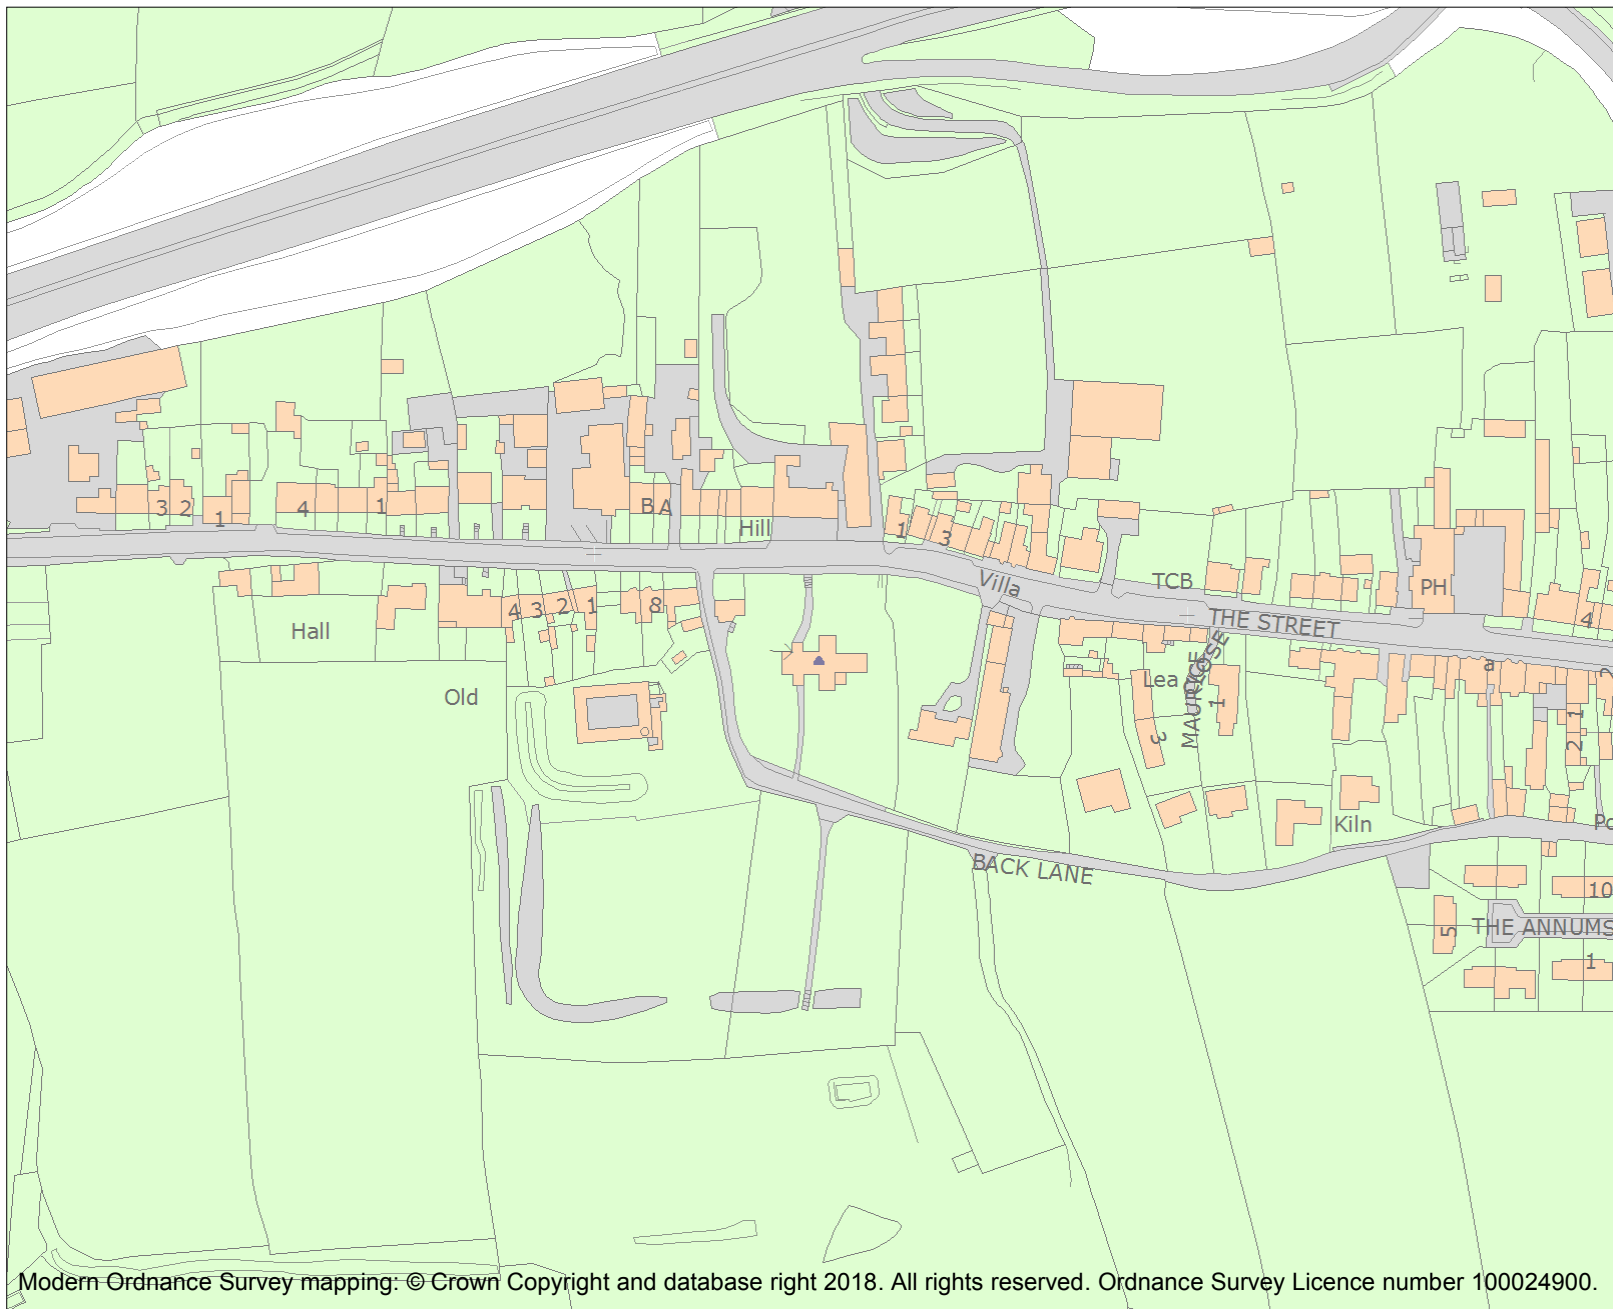 3
2
1
4
1
B A
Hill
1
3
Villa
TCB
PH
THE STREET
4
4
3
2
1
8
Hall
Old
Lea
MAURICE
CLOSE
1
3
a
2
1
2
Kiln
Po
BACK LANE
10
5
THE ANNUMS
1
Modern Ordnance Survey mapping: © Crown Copyright and database right 2018. All rights reserved. Ordnance Survey Licence number 100024900.